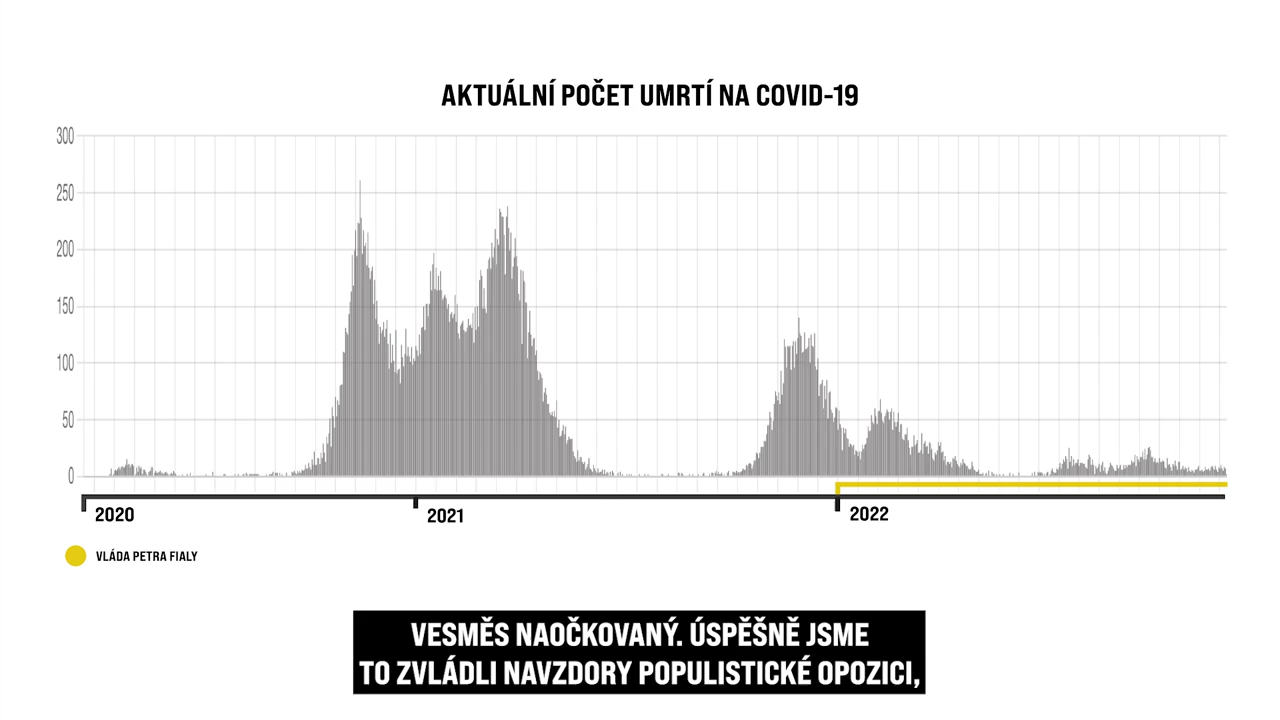 AKTUÁLNÍ POČET UMRTÍ NA COVID-19
300
250
200
150
100
50
0
2020
2021
2022
VLÁDA PETRA FIALY
VESMĚS NAOČKOVANÝ. ÚSPĚŠNĚ JSME
TO ZVLÁDLI NAVZDORY POPULISTICKÉ OPOZICI,